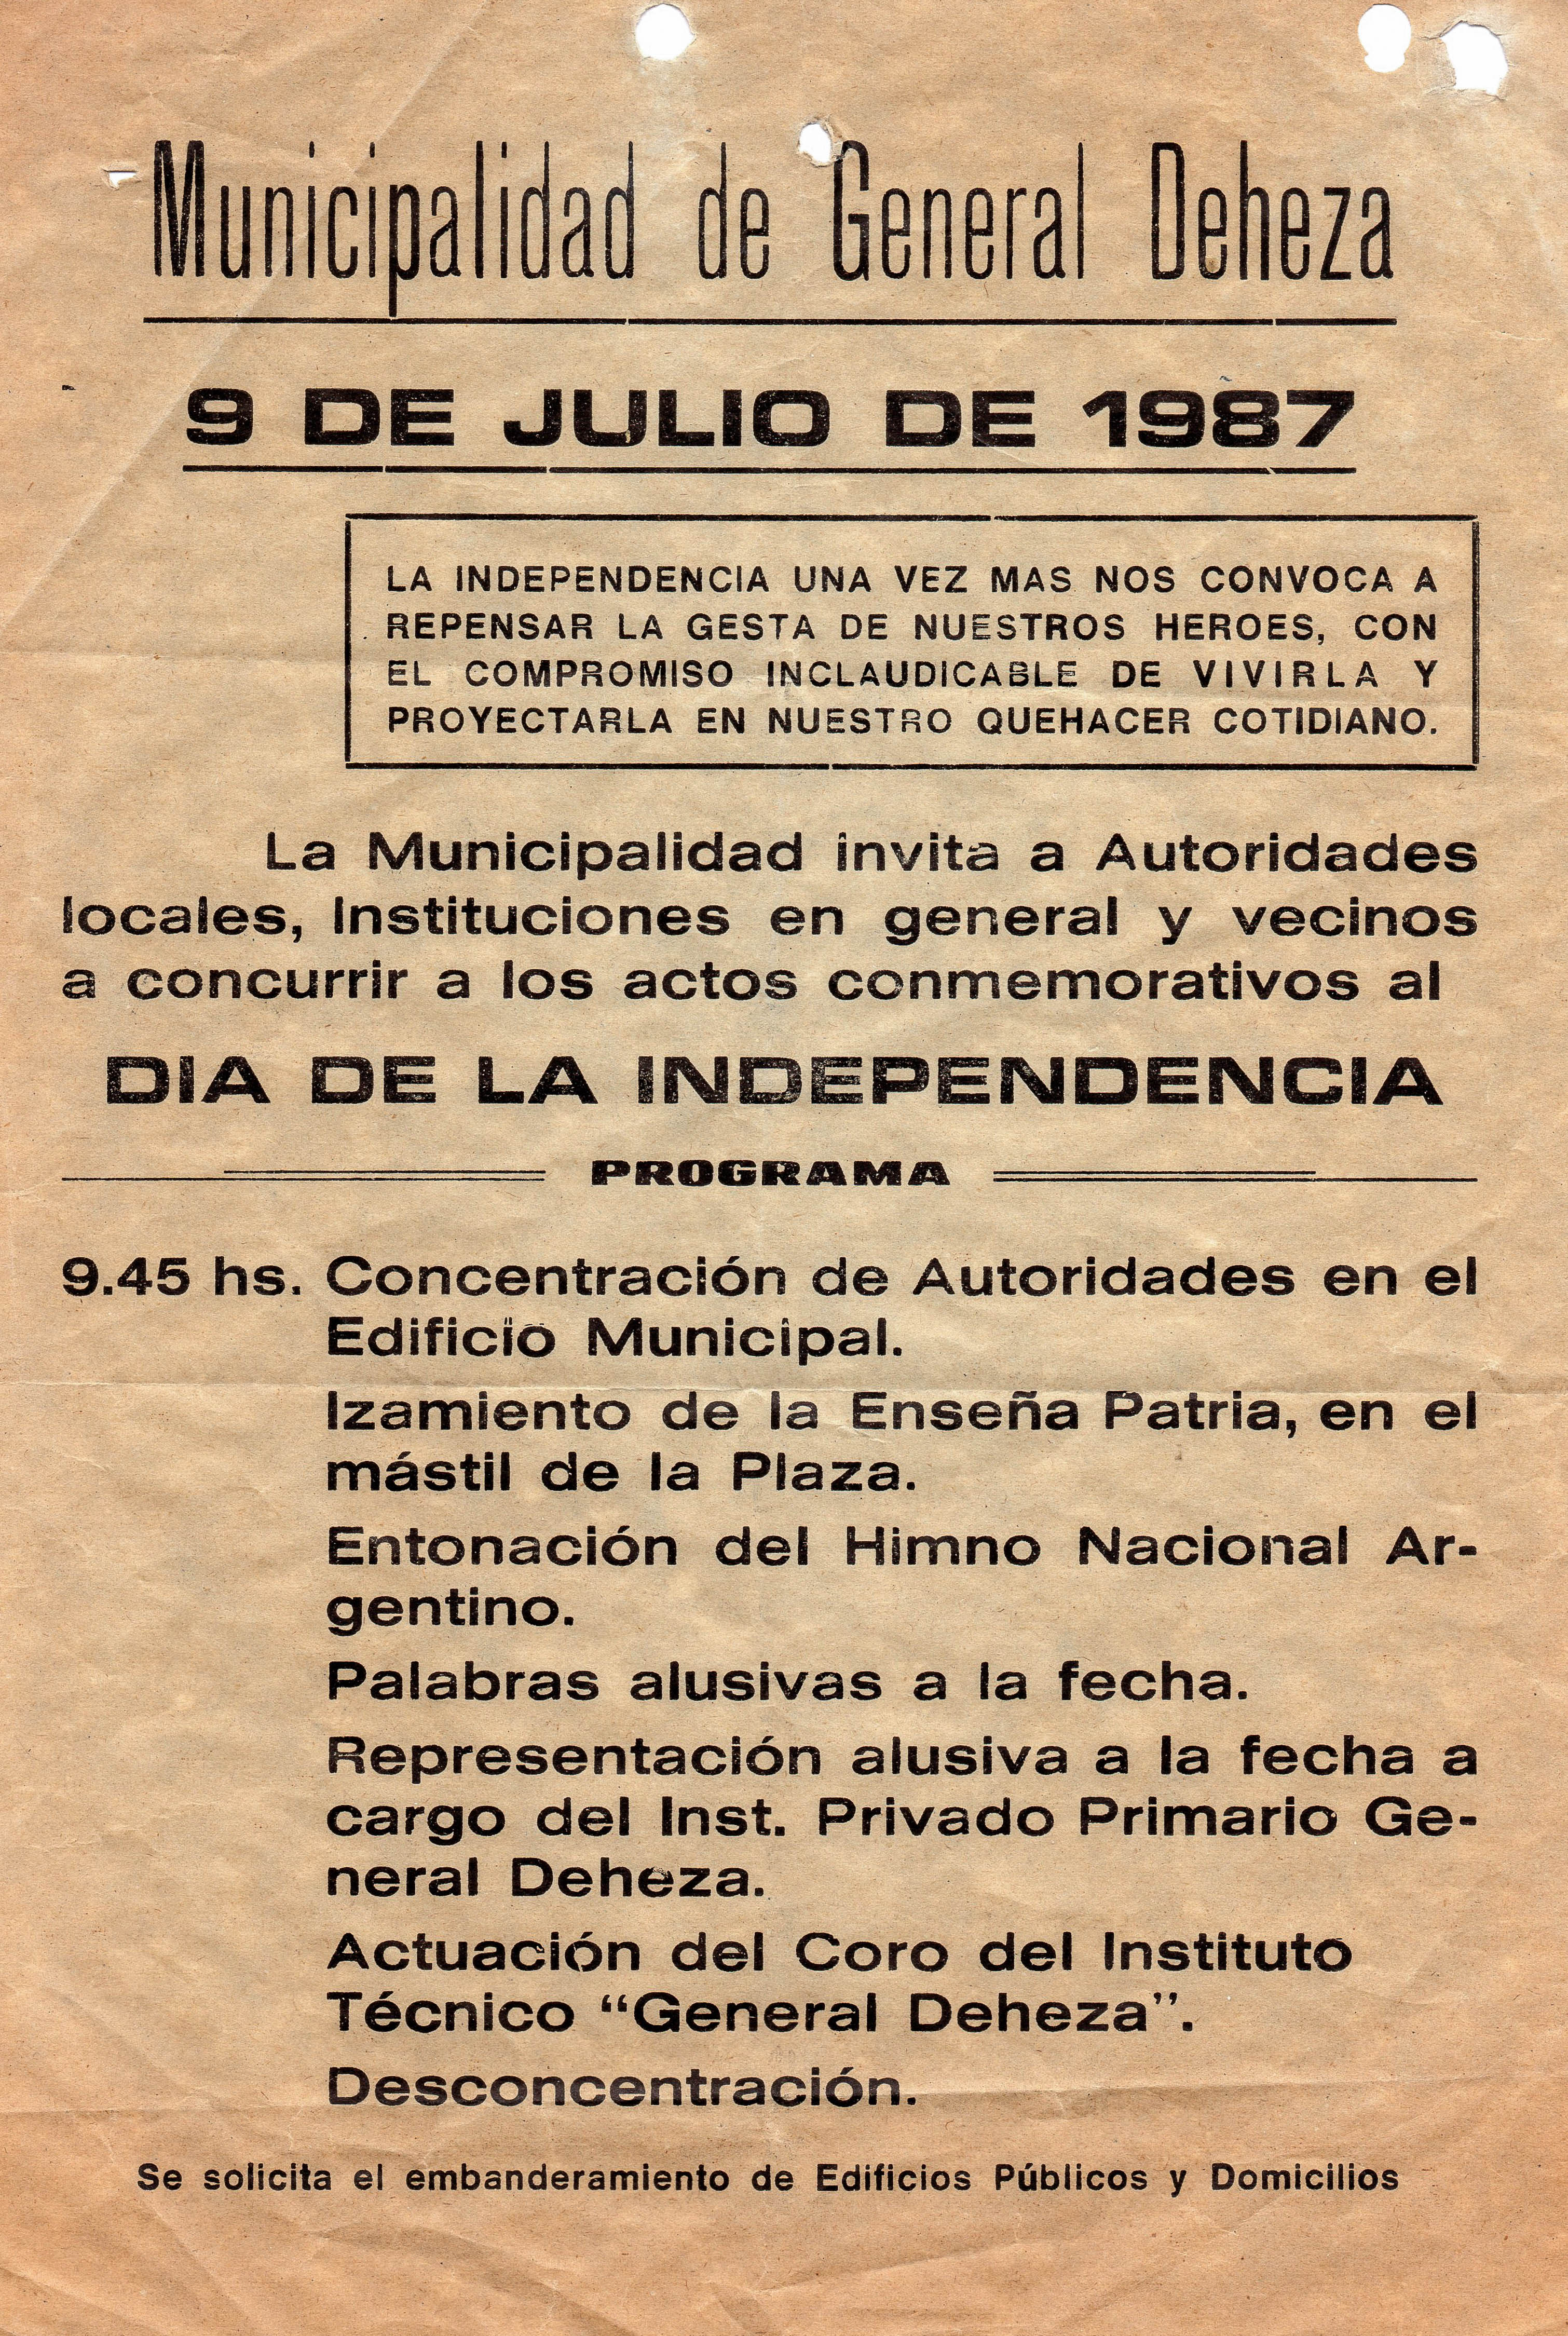 Municipalidad de General Deheza
9 DE JULIO DE 1987
LA INDEPENDENCIA UNA VEZ MAS NOS CONVOCA A
REPENSAR LA GESTA DE NUESTROS HEROES, CON
EL COMPROMISO INCLAUDICABLE DE VIVIRLA Y
PROYECTARLA EN NUESTRO QUEHACER COTIDIANO.
La Municipalidad invita a Autoridades
locales, Instituciones en general y vecinos
a concurrir a los actos conmemorativos al
DIA DE LA INDEPENDENCIA
PROGRAMA
9.45 hs. Concentración de Autoridades en el
Edificio Municipal.
Izamiento de la Enseña Patria, en el
mástil de la Plaza.
Entonación del Himno Nacional Ar-
gentino.
Palabras alusivas a la fecha.
Representación alusiva a la fecha a
cargo del Inst. Privado Primario Ge-
neral Deheza.
Actuación del Coro del Instituto
Técnico “General Deheza”.
Desconcentración.
Se solicita el embanderamiento de Edificios Públicos y Domicilios